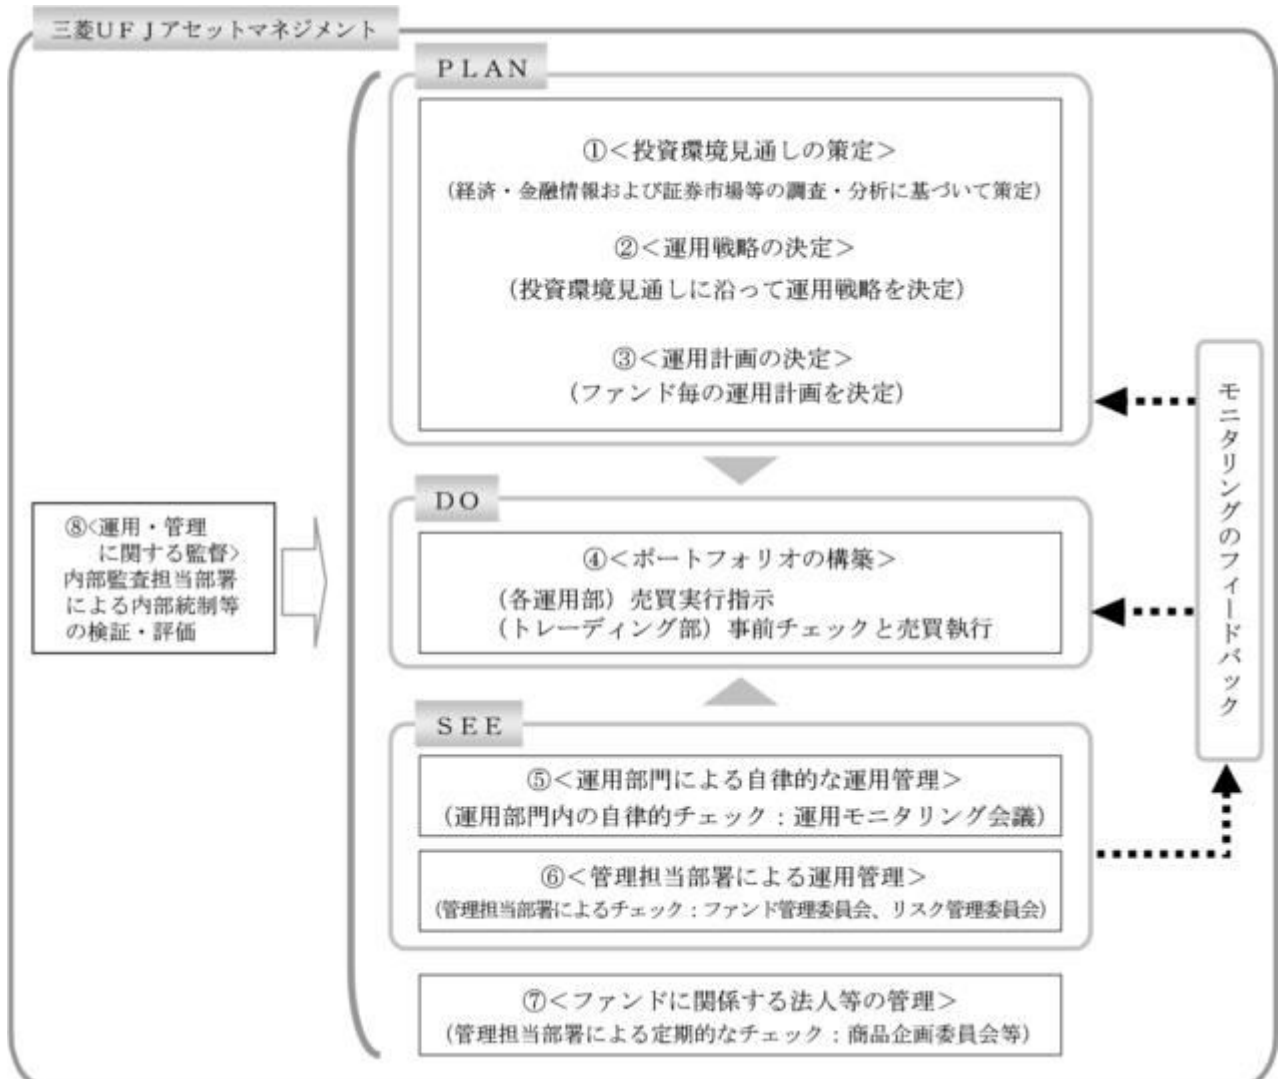 三菱UFJアセットマネジメント
PLAN
①＜投資環境見通しの策定＞
(経済・金融情報および証券市場等の調査・分析に基づいて策定)
②＜運用戦略の決定＞
(投資環境見通しに沿って運用戦略を決定)
③＜運用計画の決定＞
(ファンド毎の運用計画を決定)
DO
④＜ポートフォリオの構築＞
(各運用部) 売買実行指示
(トレーディング部) 事前チェックと売買執行
SEE
⑤＜運用部門による自律的な運用管理＞
(運用部門内の自律的チェック：運用モニタリング会議)
⑥＜管理担当部署による運用管理＞
(管理担当部署によるチェック：ファンド管理委員会、リスク管理委員会)
⑦＜ファンドに関係する法人等の管理＞
(管理担当部署による定期的なチェック：商品企画委員会等)
⑧<運用・管理
に関する監督>
内部監査担当部署
による内部統制等
の検証・評価
モニタリングのフィードバック